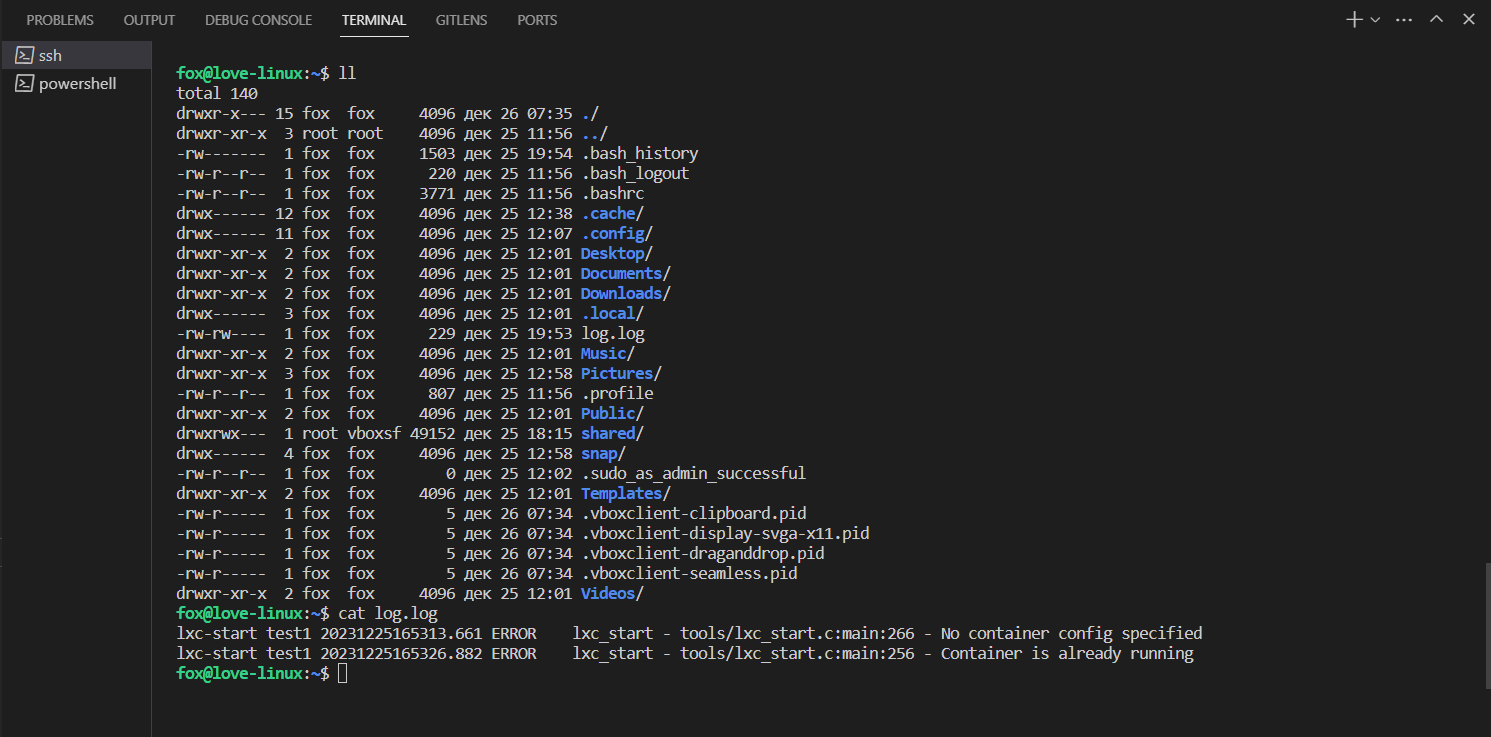 PROBLEMS OUTPUT DEBUG CONSOLE TERMINAL GITLENS PORTS
ssh
powershell
fox@love-linux:~$ ll
total 140
drwxr-x--- 15 fox  fox     4096 дек 26 07:35 ./
drwxr-xr-x  3 root root    4096 дек 25 11:56 ../
-rw-------  1 fox  fox     1503 дек 25 19:54 .bash_history
-rw-r--r--  1 fox  fox      220 дек 25 11:56 .bash_logout
-rw-r--r--  1 fox  fox     3771 дек 25 11:56 .bashrc
drwx------ 12 fox  fox     4096 дек 25 12:38 .cache/
drwx------ 11 fox  fox     4096 дек 25 12:07 .config/
drwxr-xr-x  2 fox  fox     4096 дек 25 12:01 Desktop/
drwxr-xr-x  2 fox  fox     4096 дек 25 12:01 Documents/
drwxr-xr-x  2 fox  fox     4096 дек 25 12:01 Downloads/
drwx------  3 fox  fox     4096 дек 25 12:01 .local/
-rw-rw----  1 fox  fox      229 дек 25 19:53 log.log
drwxr-xr-x  2 fox  fox     4096 дек 25 12:01 Music/
drwxr-xr-x  3 fox  fox     4096 дек 25 12:58 Pictures/
-rw-r--r--  1 fox  fox      807 дек 25 11:56 .profile
drwxr-xr-x  2 fox  fox     4096 дек 25 12:01 Public/
drwxrwx---  1 root vboxsf 49152 дек 25 18:15 shared/
drwx------  4 fox  fox     4096 дек 25 12:58 snap/
-rw-r--r--  1 fox  fox        0 дек 25 12:02 .sudo_as_admin_successful
drwxr-xr-x  2 fox  fox     4096 дек 25 12:01 Templates/
-rw-r-----  1 fox  fox        5 дек 26 07:34 .vboxclient-clipboard.pid
-rw-r-----  1 fox  fox        5 дек 26 07:34 .vboxclient-display-svga-x11.pid
-rw-r-----  1 fox  fox        5 дек 26 07:34 .vboxclient-draganddrop.pid
-rw-r-----  1 fox  fox        5 дек 26 07:34 .vboxclient-seamless.pid
drwxr-xr-x  2 fox  fox     4096 дек 25 12:01 Videos/
fox@love-linux:~$ cat log.log
lxc-start test1 20231225165313.661 ERROR    lxc_start - tools/lxc_start.c:main:266 - No container config specified
lxc-start test1 20231225165326.882 ERROR    lxc_start - tools/lxc_start.c:main:256 - Container is already running
fox@love-linux:~$